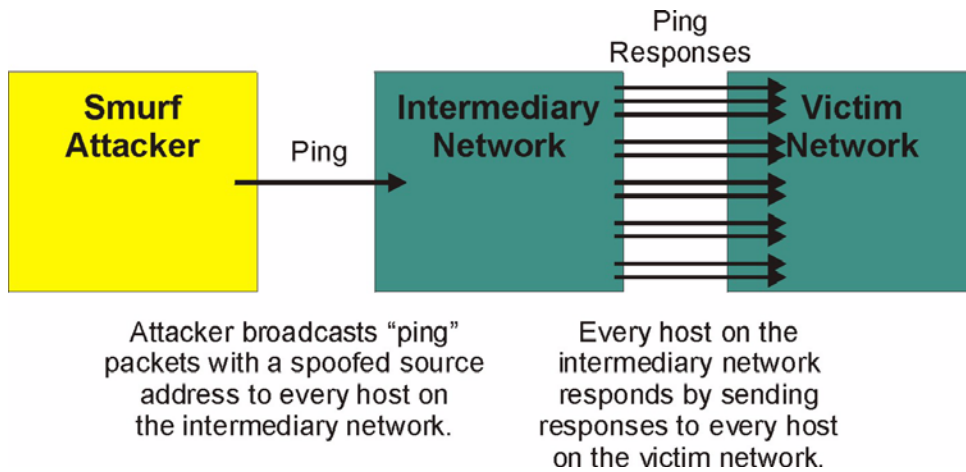 Ping
Responses
Smurf
Attacker
Ping
Intermediary
Network
Victim
Network
Attacker broadcasts “ping”
packets with a spoofed source
address to every host on
the intermediary network.
Every host on the
intermediary network
responds by sending
responses to every host
on the victim network.